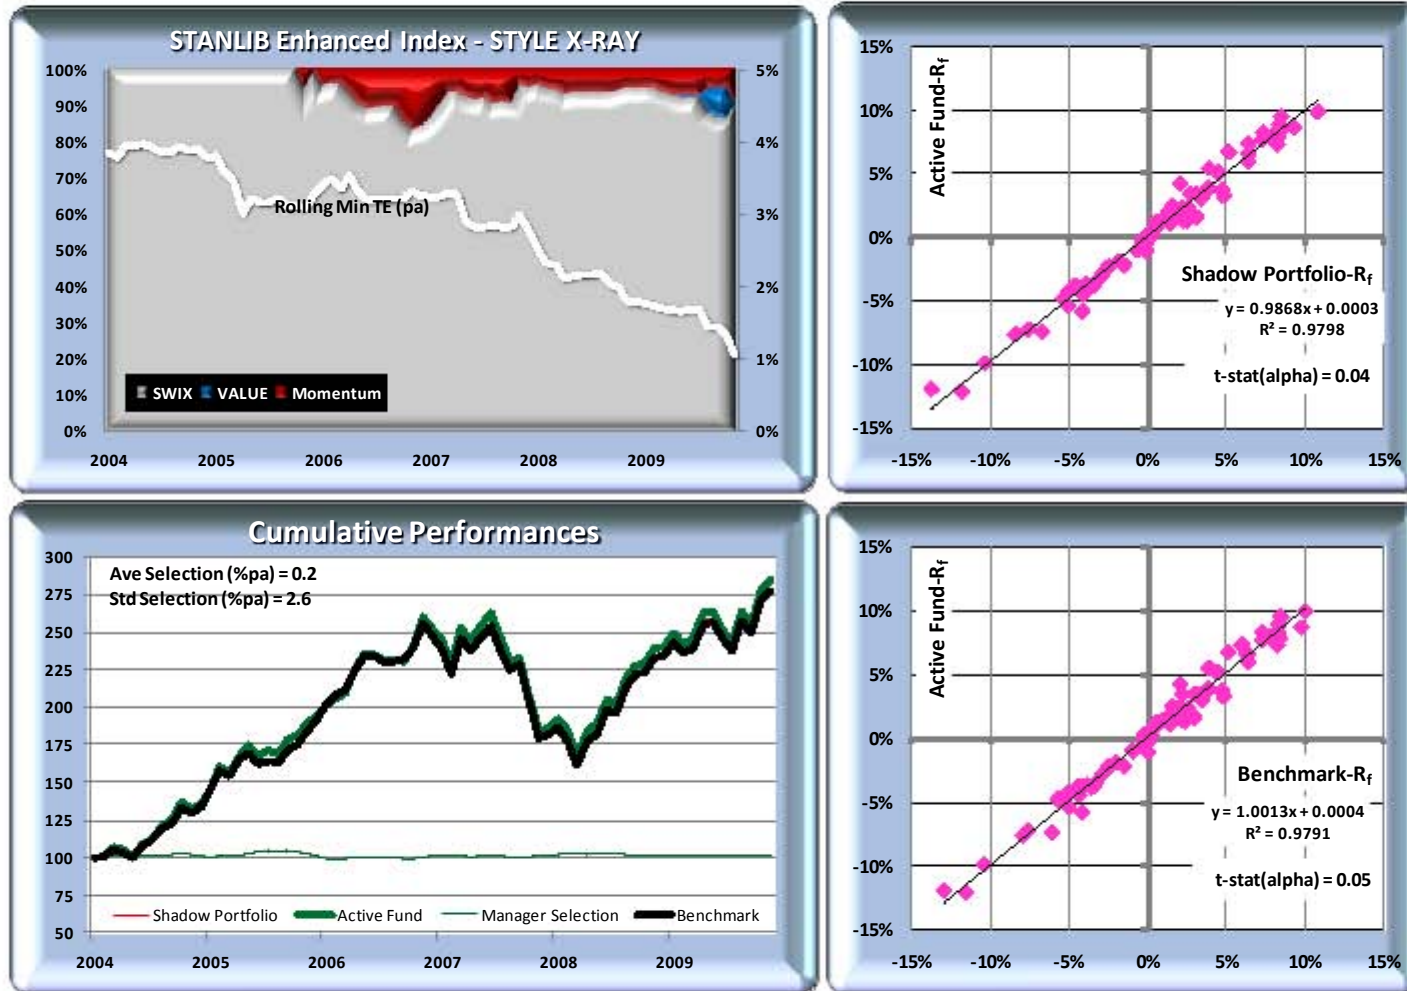 STANLIB Enhanced Index - STYLE X-RAY
100%
90%
80%
70%
60%
50%
40%
30%
20%
10%
0%
5%
4%
3%
2%
1%
0%
Rolling Min TE (pa)
SWIX VALUE Momentum
2004 2005 2006 2007 2008 2009
15%
10%
5%
0%
-5%
-10%
-15%
Active Fund-Rf
Shadow Portfolio-Rf
y = 0.9868x + 0.0003
R² = 0.9798
t-stat(alpha) = 0.04
-15% -10% -5% 0% 5% 10% 15%
Cumulative Performances
300
275
250
225
200
175
150
125
100
75
50
Ave Selection (%pa) = 0.2
Std Selection (%pa) = 2.6
Shadow Portfolio Active Fund Manager Selection Benchmark
2004 2005 2006 2007 2008 2009
15%
10%
5%
0%
-5%
-10%
-15%
Active Fund-Rf
Benchmark-Rf
y = 1.0013x + 0.0004
R² = 0.9791
t-stat(alpha) = 0.05
-15% -10% -5% 0% 5% 10% 15%